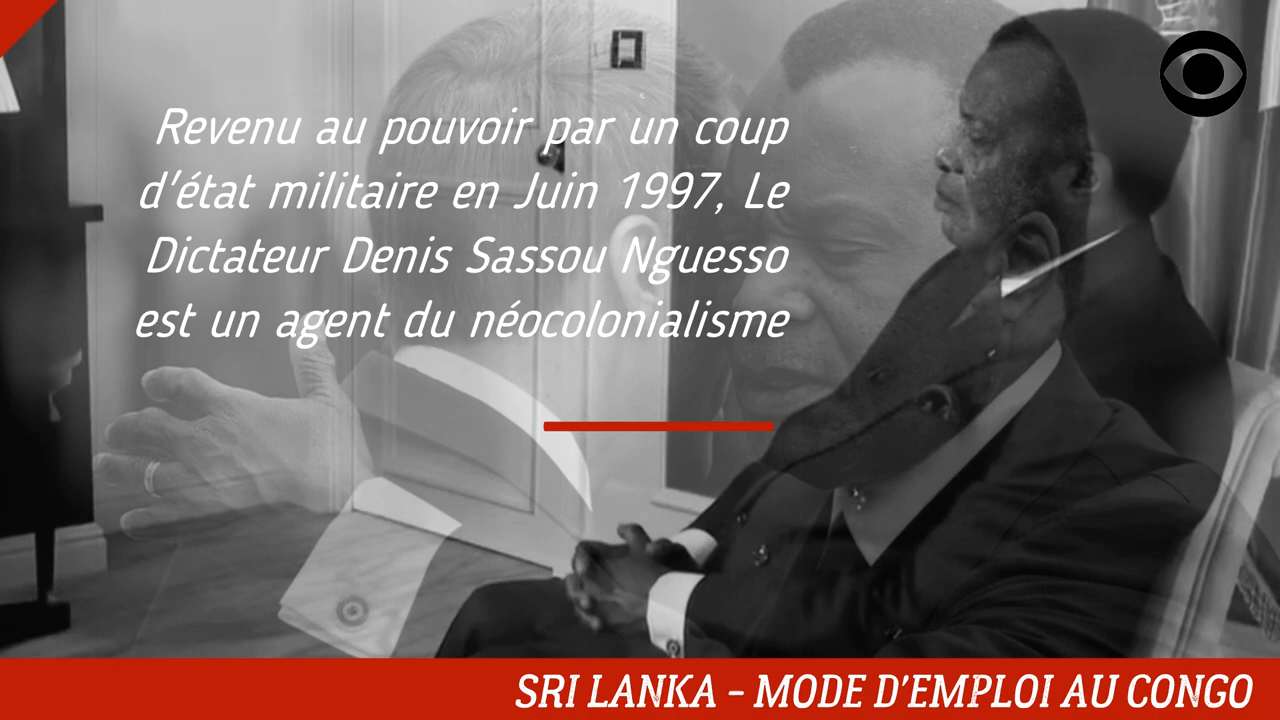 Revenu au pouvoir par un coup
d'état militaire en Juin 1997, Le
Dictateur Denis Sassou Nguesso
est un agent du néocolonialisme
SRI LANKA - MODE D'EMPLOI AU CONGO